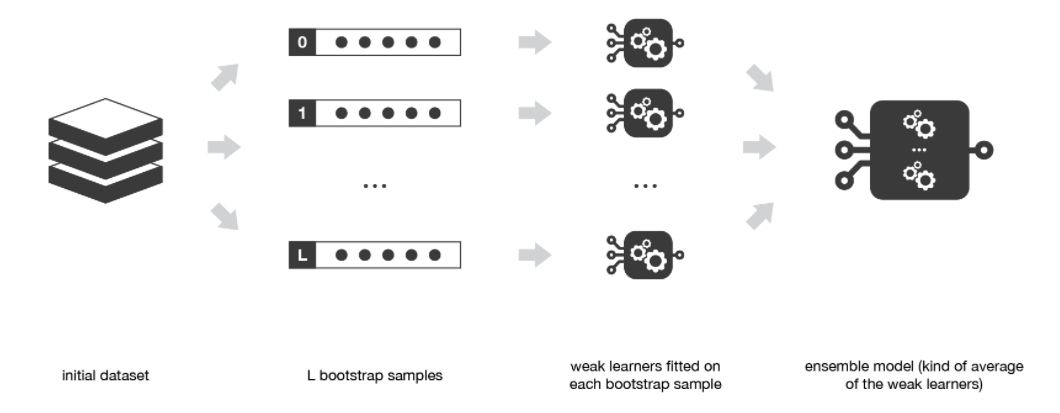 0
1
...
...
...
L
initial dataset
L bootstrap samples
weak learners fitted on
each bootstrap sample
ensemble model (kind of average
of the weak learners)